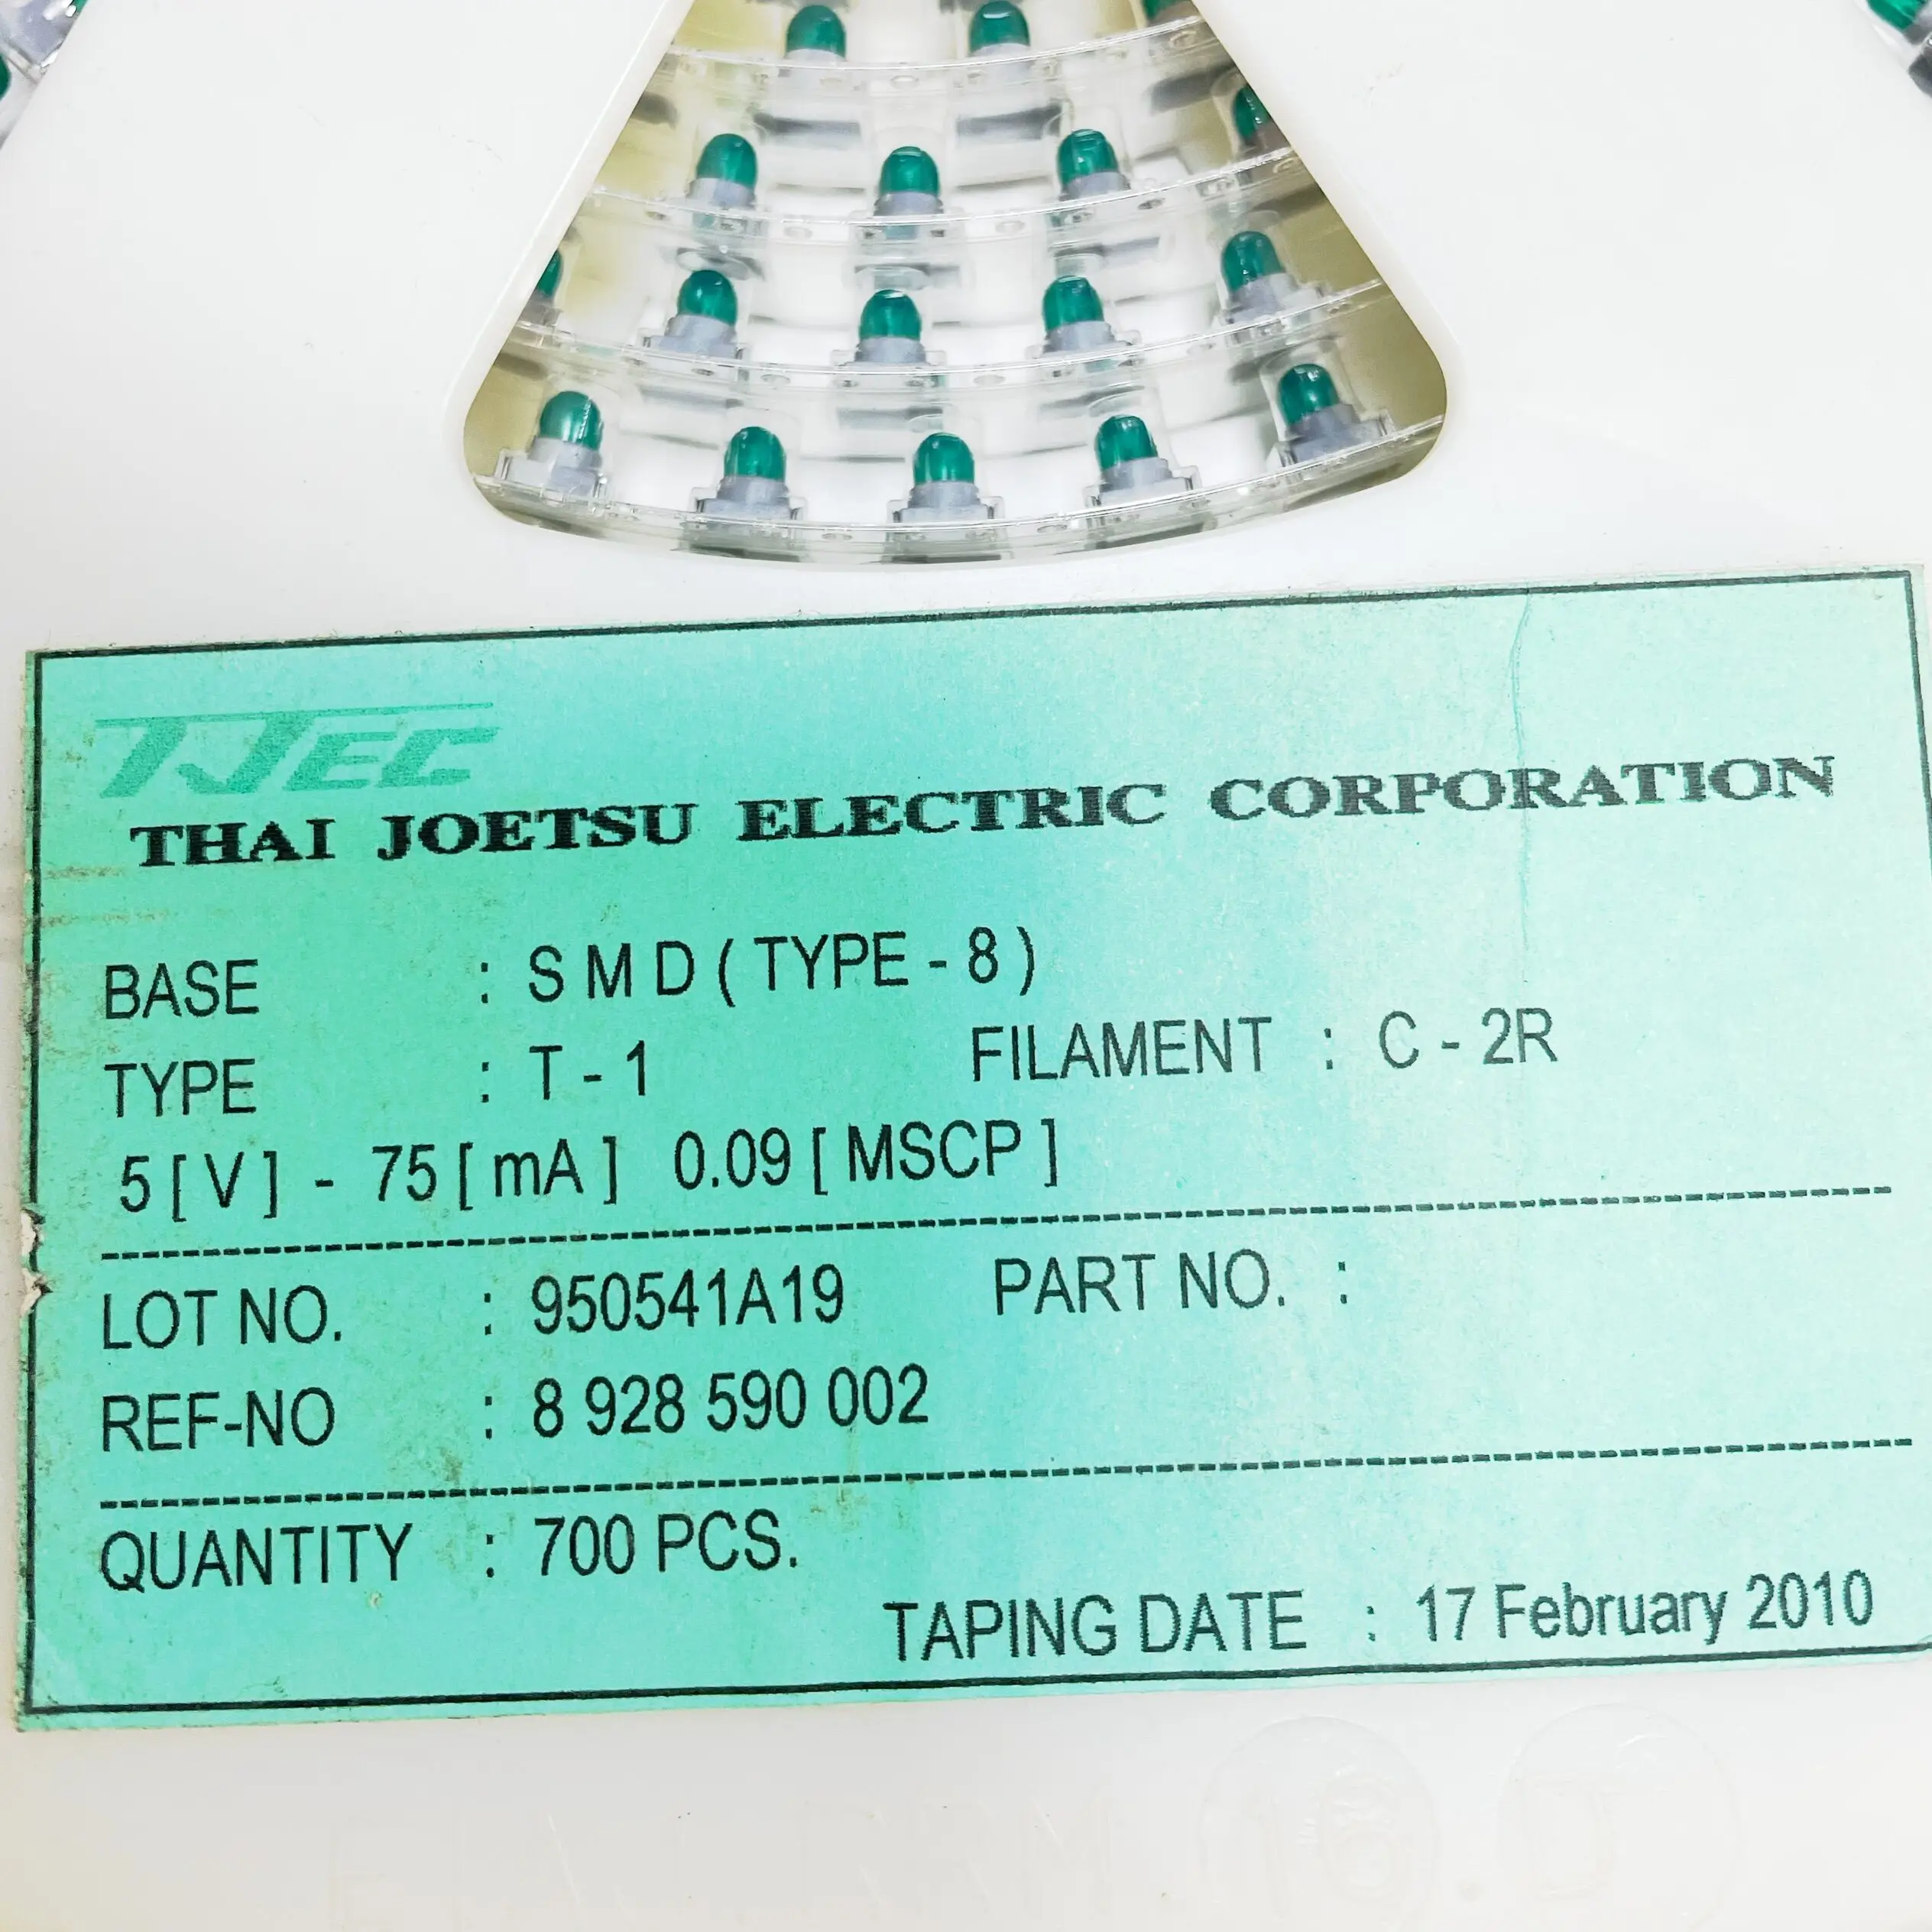 TJEC
THAI JOETSU ELECTRIC CORPORATION
BASE : S M D ( TYPE - 8 )
TYPE : T - 1 FILAMENT : C - 2R
5 [ V ] - 75 [ mA ] 0.09 [ MSCP ]
LOT NO. : 950541A19 PART NO. :
REF-NO : 8 928 590 002
QUANTITY : 700 PCS.
TAPING DATE : 17 February 2010